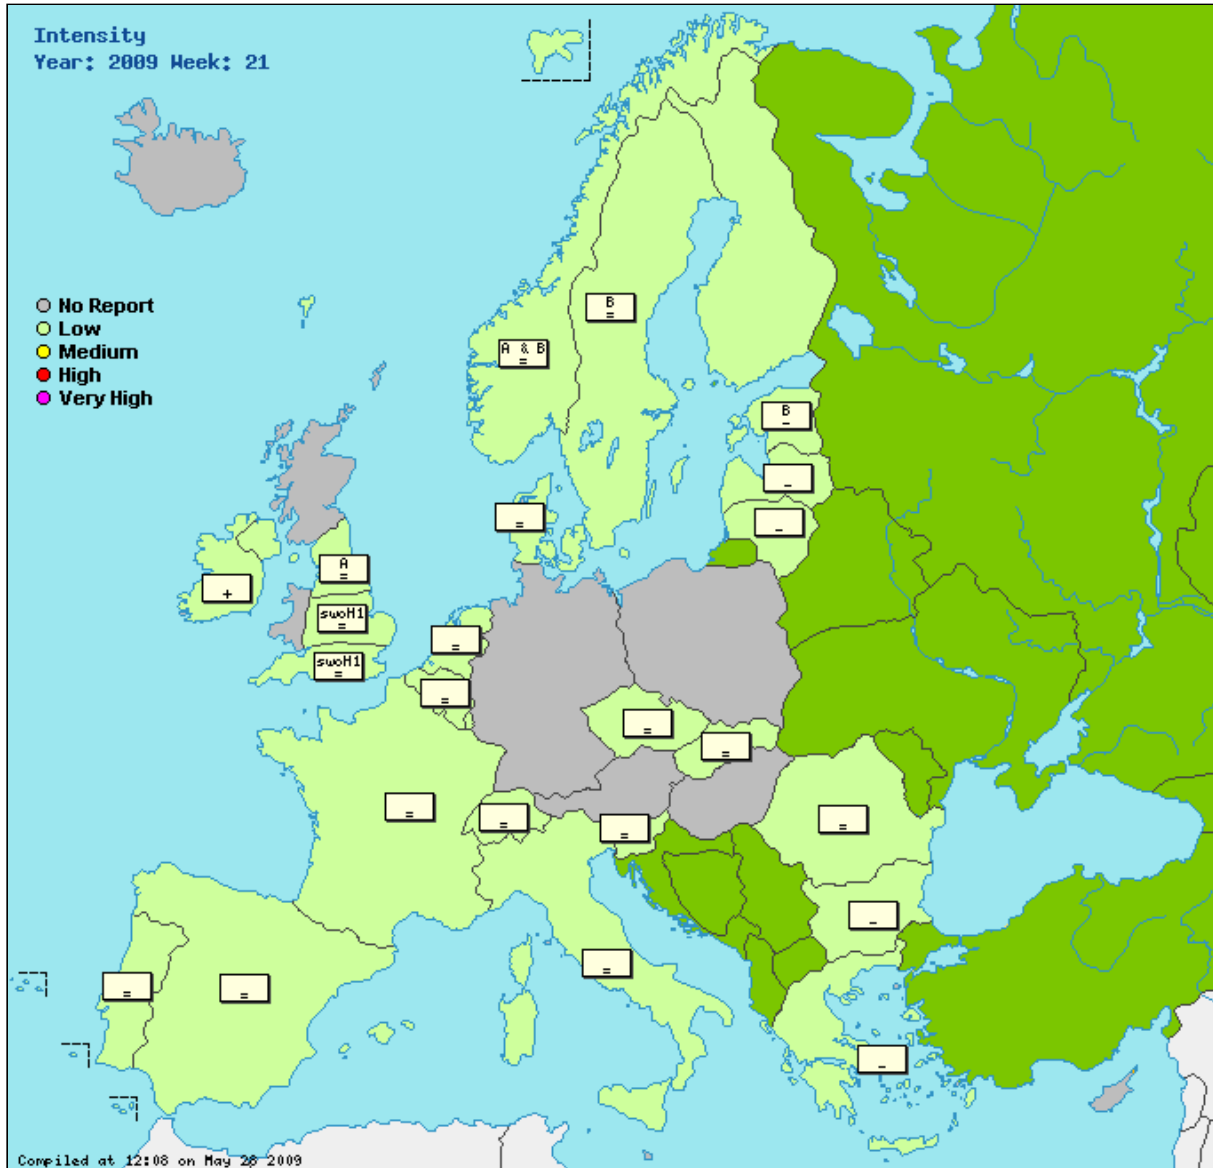 Intensity
Year: 2009 Week: 21
No Report
Low
Medium
High
Very High
B
=
A & B
=
B
-
-
=
-
A
=
+
swoH1
=
=
swoH1
=
=
=
=
=
=
=
=
-
=
=
=
-
Compiled at 12:08 on May 28 2009